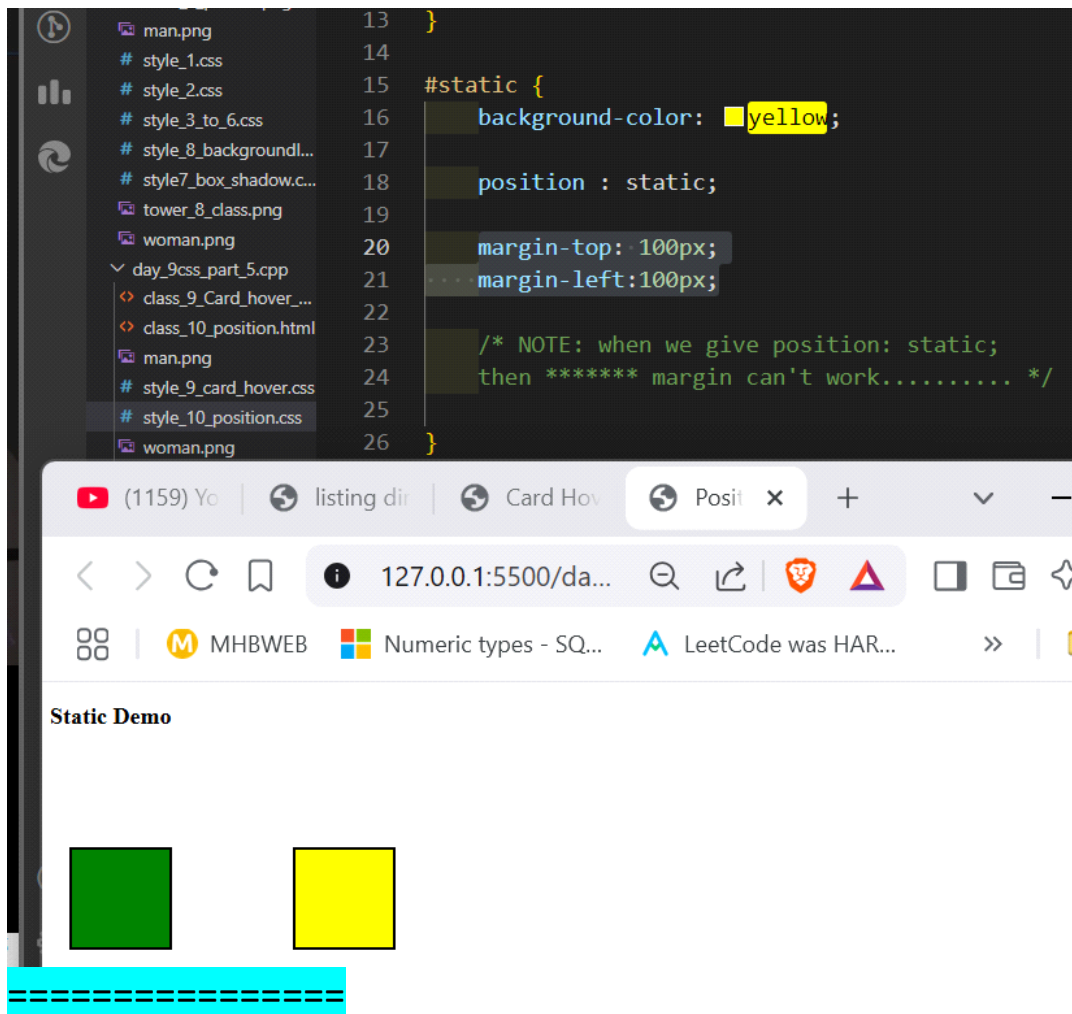 man.png
style_1.css
style_2.css
style_3_to_6.css
style_8_backgroundI...
style7_box_shadow.c...
tower_8_class.png
woman.png
day_9css_part_5.cpp
class_9_Card_hover_...
class_10_position.html
man.png
style_9_card_hover.css
style_10_position.css
woman.png
13 }
14
15 #static {
16 background-color: yellow;
17
18 position : static;
19
20 margin-top: 100px;
21 margin-left:100px;
22
23 /* NOTE: when we give position: static;
24 then ******* margin can't work.......... */
25
26 }
(1159) Yo
listing dir
Card Hov
Posit
127.0.0.1:5500/da...
MHBWEB
Numeric types - SQ...
LeetCode was HAR...
Static Demo
================